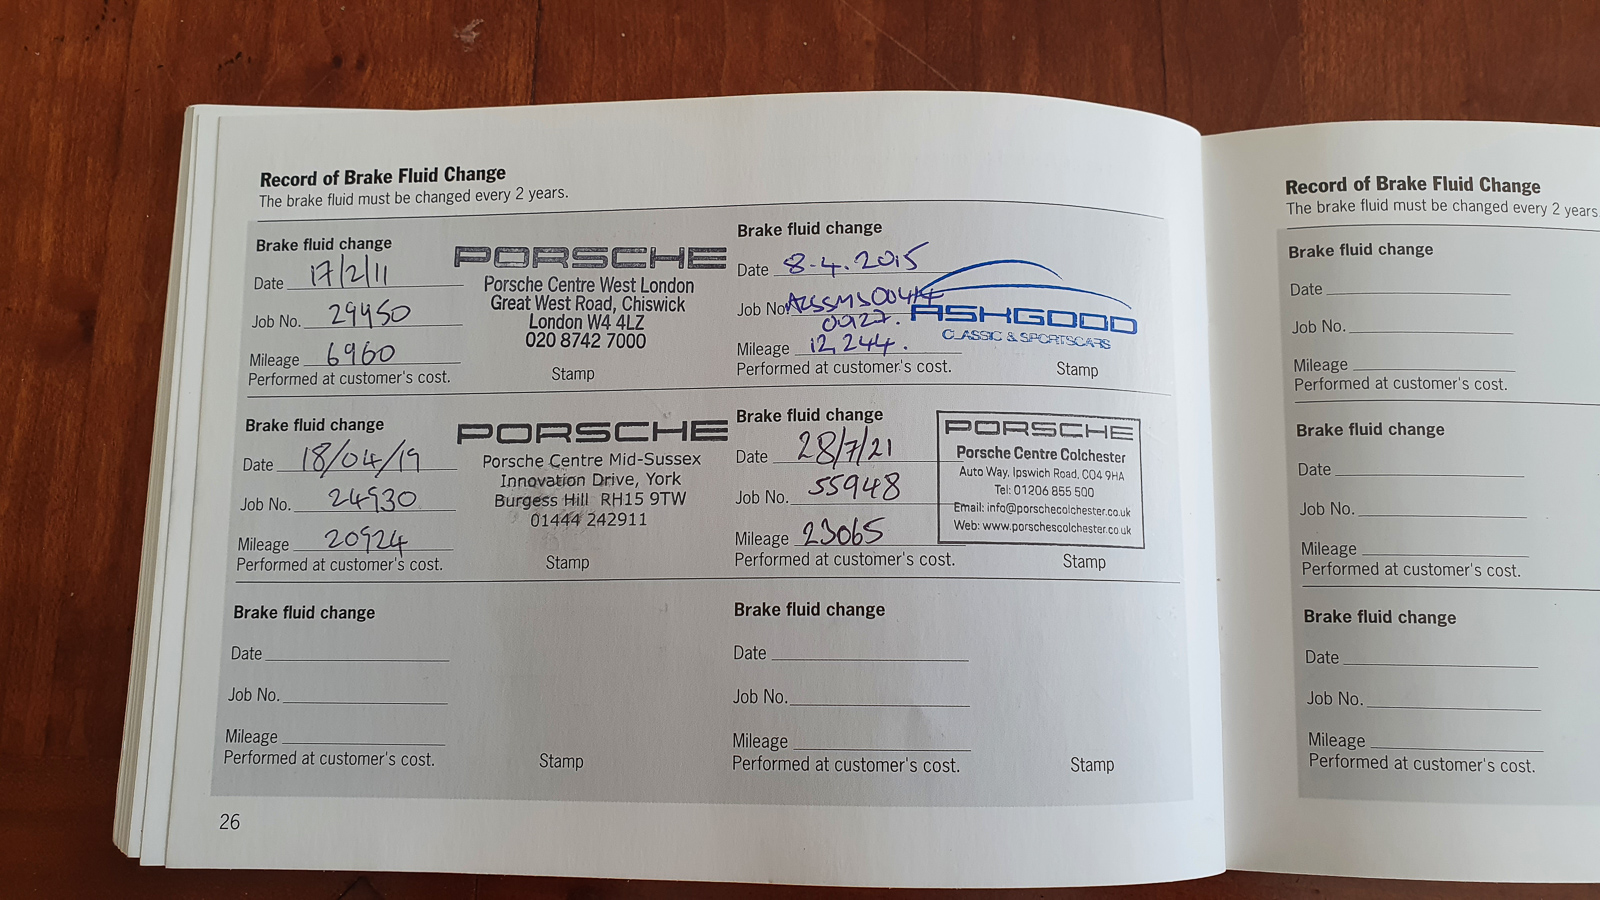 Record of Brake Fluid Change
The brake fluid must be changed every 2 years.
Brake fluid change
Date 17/2/11
Job No. 29950
Mileage 6960
Performed at customer's cost.
PORSCHE
Porsche Centre West London
Great West Road, Chiswick
London W4 4LZ
020 8742 7000
Stamp
Brake fluid change
Date 8.4.2015
Job No.
0927.
Mileage 12,244.
Performed at customer's cost.
ASHGOOD
CLASSIC & SPORTSCARS
Stamp
Brake fluid change
Date 18/04/19
Job No. 24930
Mileage 20924
Performed at customer's cost.
PORSCHE
Porsche Centre Mid-Sussex
Innovation Drive, York
Burgess Hill RH15 9TW
01444 242911
Stamp
Brake fluid change
Date 28/7/21
Job No. 55948
Mileage 23065
Performed at customer's cost.
PORSCHE
Porsche Centre Colchester
Auto Way, Ipswich Road, CO4 9HA
Tel: 01206 855 500
Email: info@porschecolchester.co.uk
Web: www.porschescolchester.co.uk
Stamp
Brake fluid change
Date
Job No.
Mileage
Performed at customer's cost.
Stamp
Brake fluid change
Date
Job No.
Mileage
Performed at customer's cost.
Stamp
26
Record of Brake Fluid Change
The brake fluid must be changed every 2 years
Brake fluid change
Date
Job No.
Mileage
Performed at customer's cost.
Brake fluid change
Date
Job No.
Mileage
Performed at customer's cost.
Brake fluid change
Date
Job No.
Mileage
Performed at customer's cost.